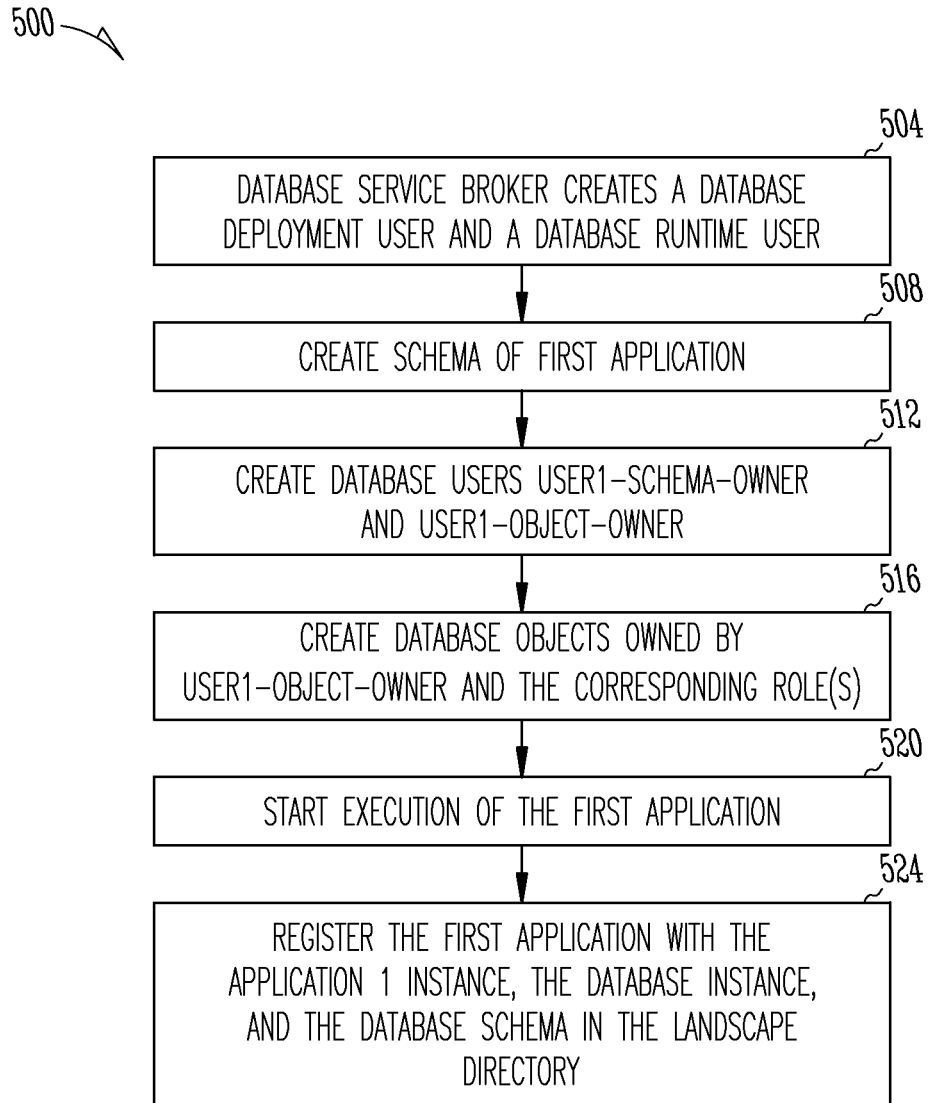 500
504
DATABASE SERVICE BROKER CREATES A DATABASE
DEPLOYMENT USER AND A DATABASE RUNTIME USER
508
CREATE SCHEMA OF FIRST APPLICATION
512
CREATE DATABASE USERS USER1-SCHEMA-OWNER
AND USER1-OBJECT-OWNER
516
CREATE DATABASE OBJECTS OWNED BY
USER1-OBJECT-OWNER AND THE CORRESPONDING ROLE(S)
520
START EXECUTION OF THE FIRST APPLICATION
524
REGISTER THE FIRST APPLICATION WITH THE
APPLICATION 1 INSTANCE, THE DATABASE INSTANCE,
AND THE DATABASE SCHEMA IN THE LANDSCAPE
DIRECTORY